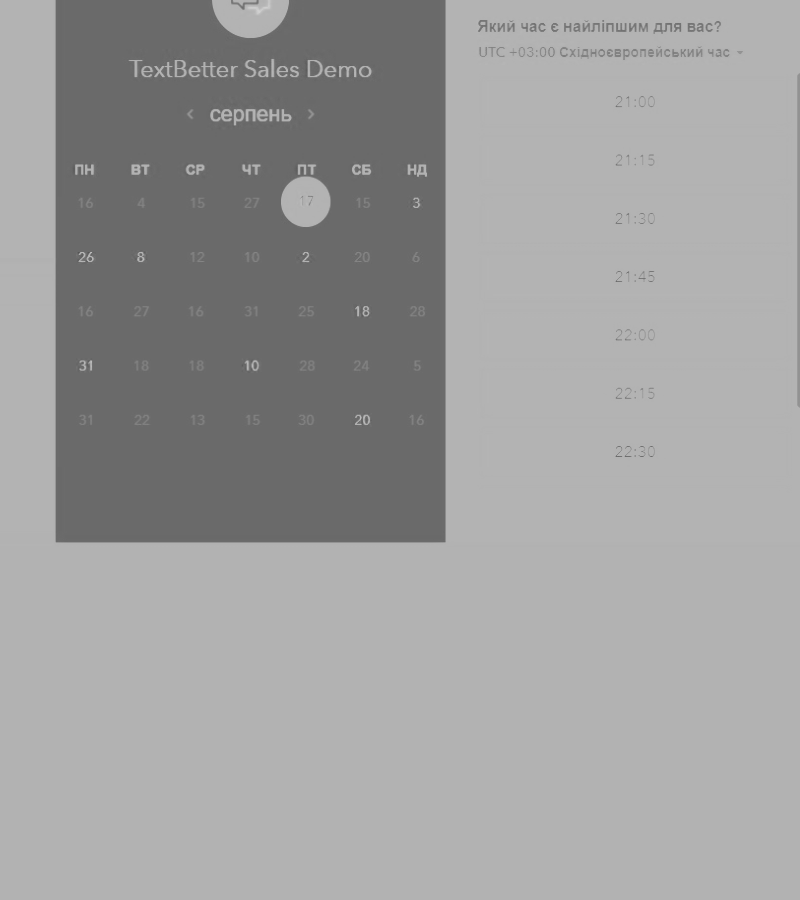 TextBetter Sales Demo
серпень
ПН ВТ СР ЧТ ПТ СБ НД
16 4 15 27 17 15 3
26 8 12 10 2 20 6
16 27 16 31 25 18 28
31 18 18 10 28 24 5
31 22 13 15 30 20 16
Який час є найліпшим для вас?
UTC +03:00 Східноєвропейський час
21:00
21:15
21:30
21:45
22:00
22:15
22:30